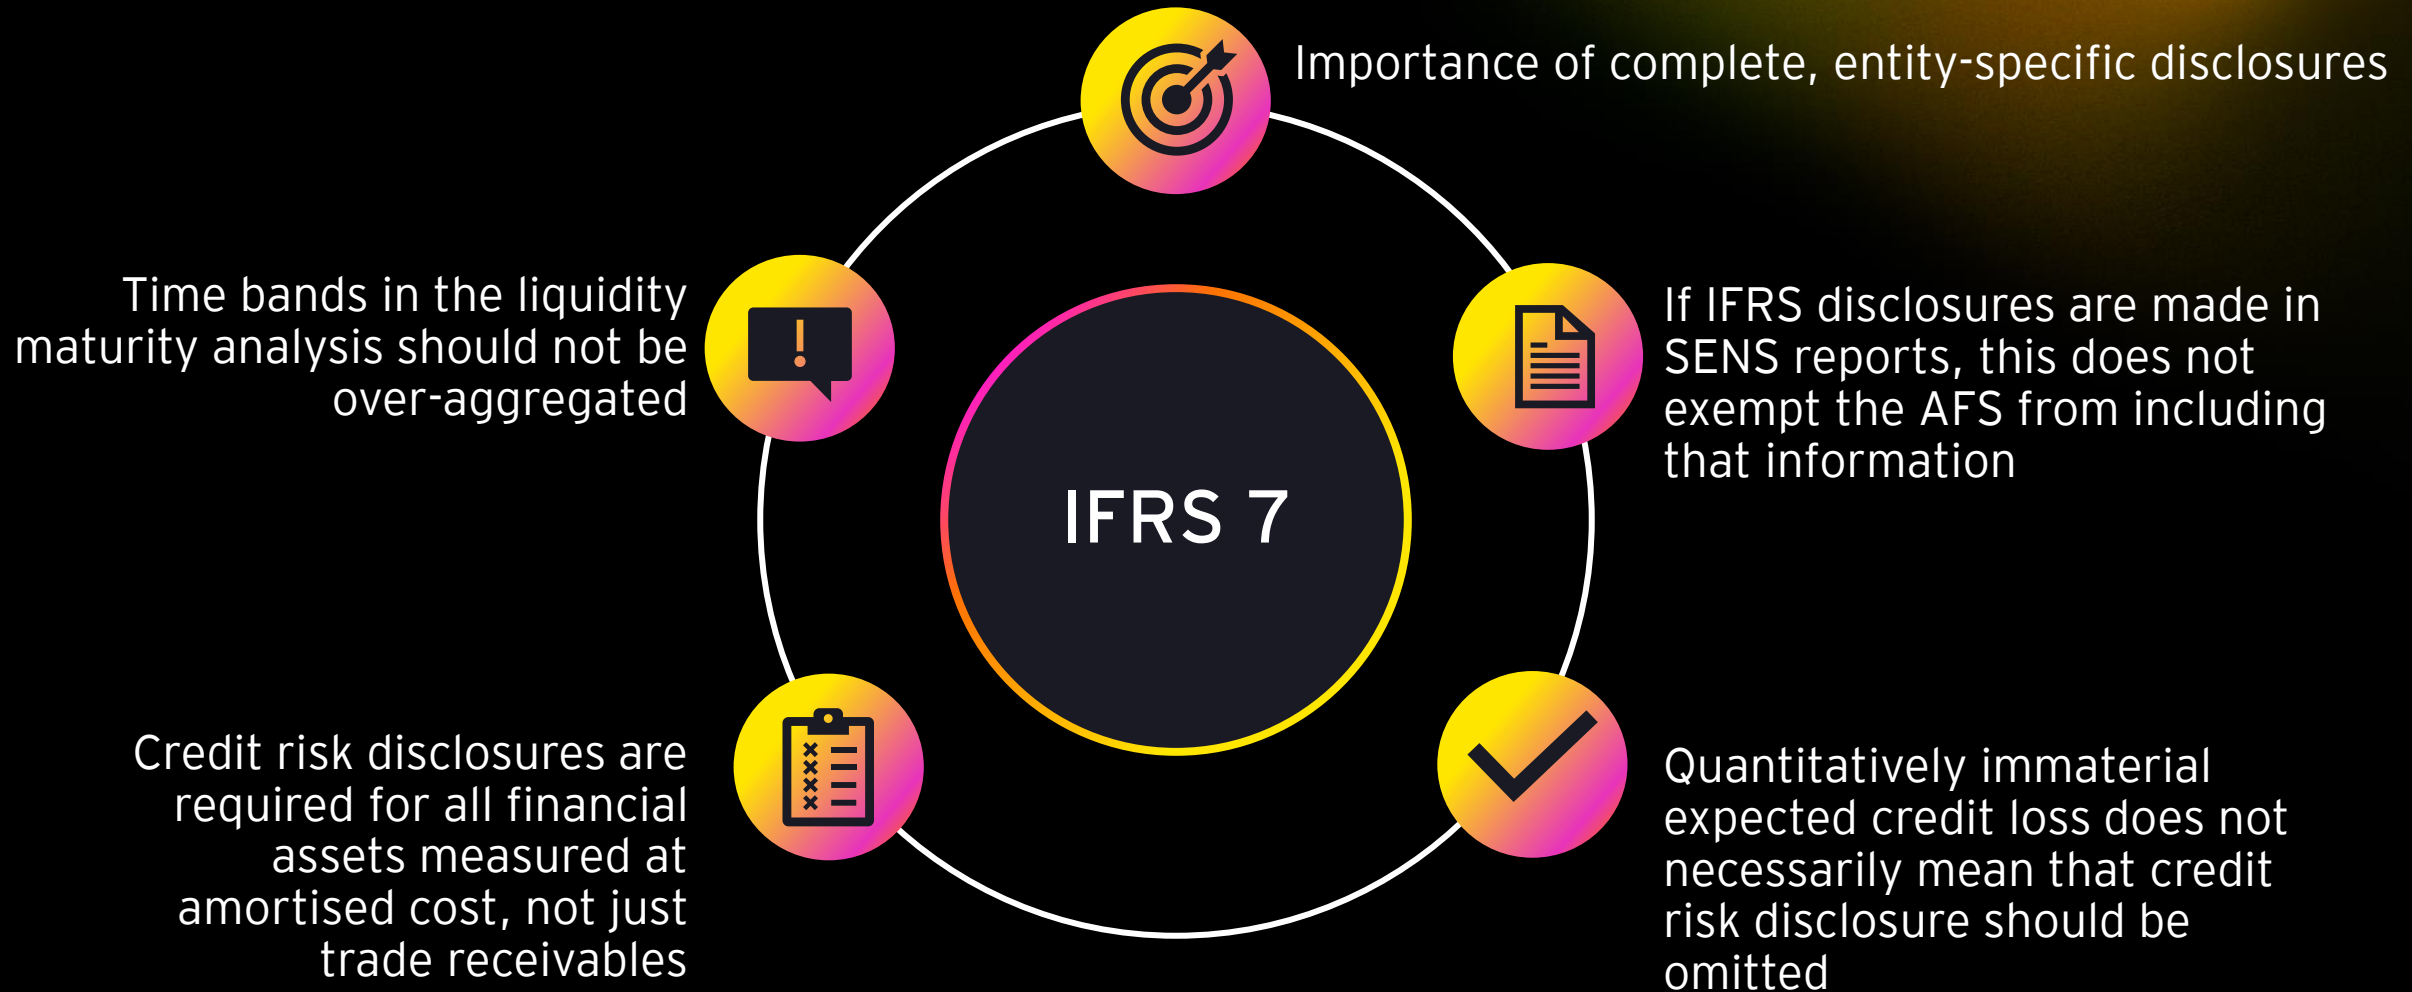 Importance of complete, entity-specific disclosures
Time bands in the liquidity
maturity analysis should not be
over-aggregated
If IFRS disclosures are made in
SENS reports, this does not
exempt the AFS from including
that information
IFRS 7
Credit risk disclosures are
required for all financial
assets measured at
amortised cost, not just
trade receivables
Quantitatively immaterial
expected credit loss does not
necessarily mean that credit
risk disclosure should be
omitted